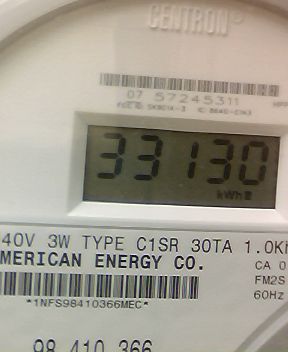 CENTRON®
07 57245311
33130
kWh
40V 3W TYPE C1SR 30TA 1.0K
MERICAN ENERGY CO.
CA 0
FM2S
60Hz
*1NFS98410366MEC*
98 410 366